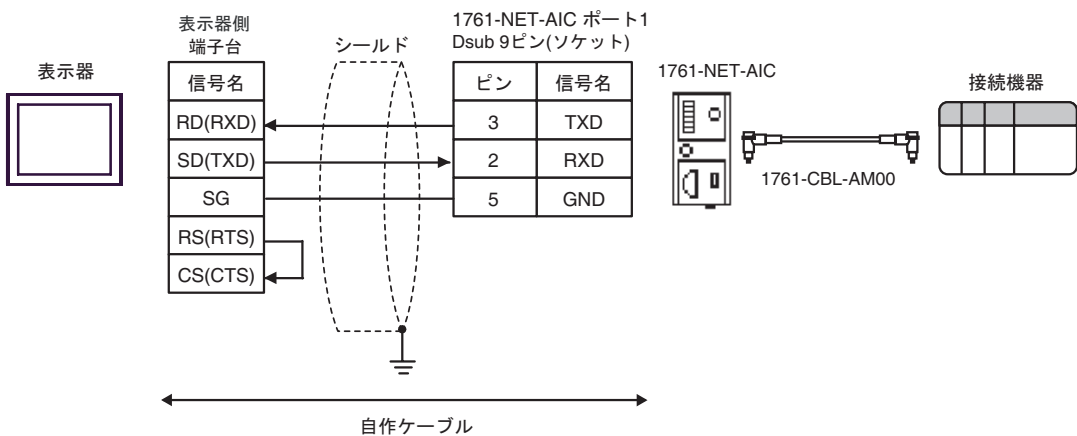 表示器
表示器側
端子台
シールド
1761-NET-AIC ポート1
Dsub 9ピン(ソケット)
1761-NET-AIC
接続機器
信号名
ピン
信号名
RD(RXD)
3
TXD
SD(TXD)
2
RXD
SG
5
GND
RS(RTS)
CS(CTS)
1761-CBL-AM00
自作ケーブル